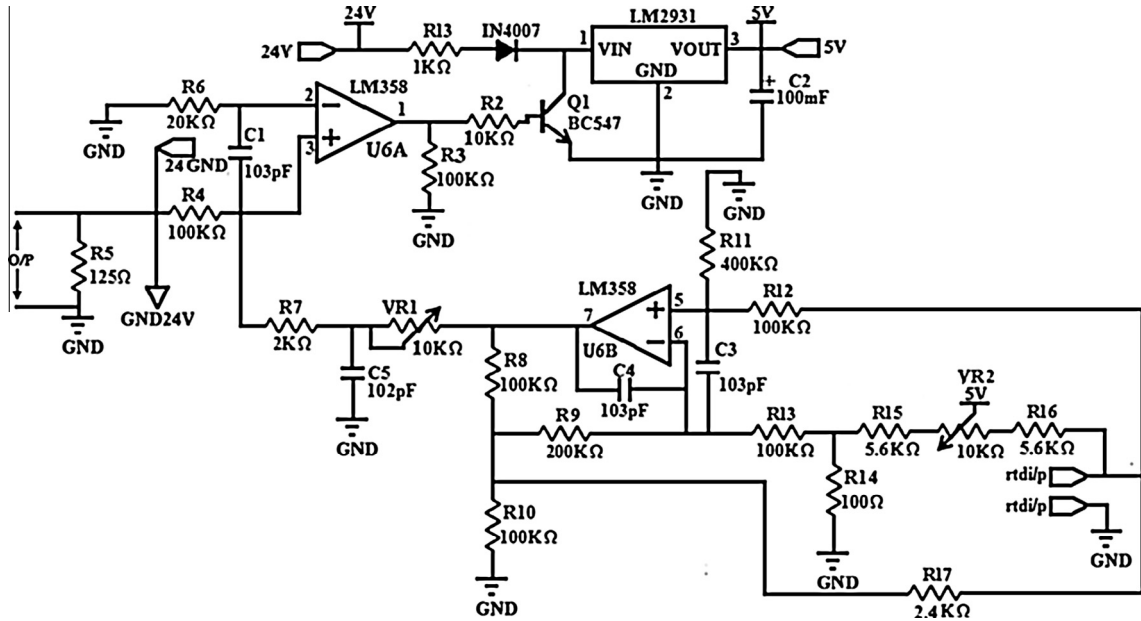 24V
24V
R13
1KΩ
IN4007
LM2931
1
VIN
VOUT
3
GND
2
5V
5V
+
C2
100mF
Q1
BC547
GND
R6
20KΩ
GND
C1
103pF
24GND
R4
100KΩ
O/P
R5
125Ω
GND
GND24V
LM358
2
3
1
U6A
R2
10KΩ
R3
100KΩ
GND
GND
R11
400KΩ
LM358
7
5
6
U6B
R12
100KΩ
R7
2KΩ
VR1
10KΩ
C5
102pF
GND
R8
100KΩ
C4
103pF
C3
103pF
R9
200KΩ
R13
100KΩ
R15
5.6KΩ
VR2
5V
10KΩ
R16
5.6KΩ
rtdi/p
rtdi/p
GND
R14
100Ω
GND
R10
100KΩ
GND
R17
2.4KΩ